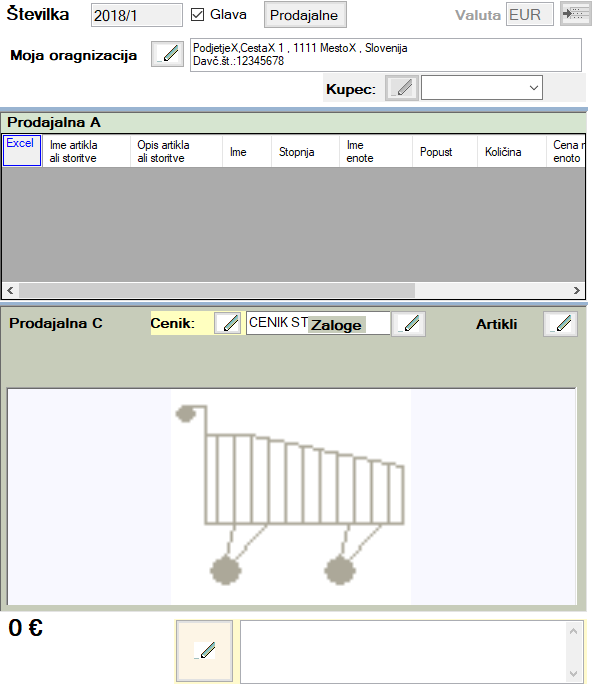 Številka 2018/1 Glava Prodajalne Valuta EUR
Moja oragnizacija
PodjetjeX,CestaX 1 , 1111 MestoX , Slovenija
Davč.št.:12345678
Kupec:
Prodajalna A
Excel
Ime artikla
ali storitve
Opis artikla
ali storitve
Ime
Stopnja
Ime
enote
Popust
Količina
Cena n
enoto
Prodajalna C Cenik: CENIK ST Zaloge Artikli
0 €